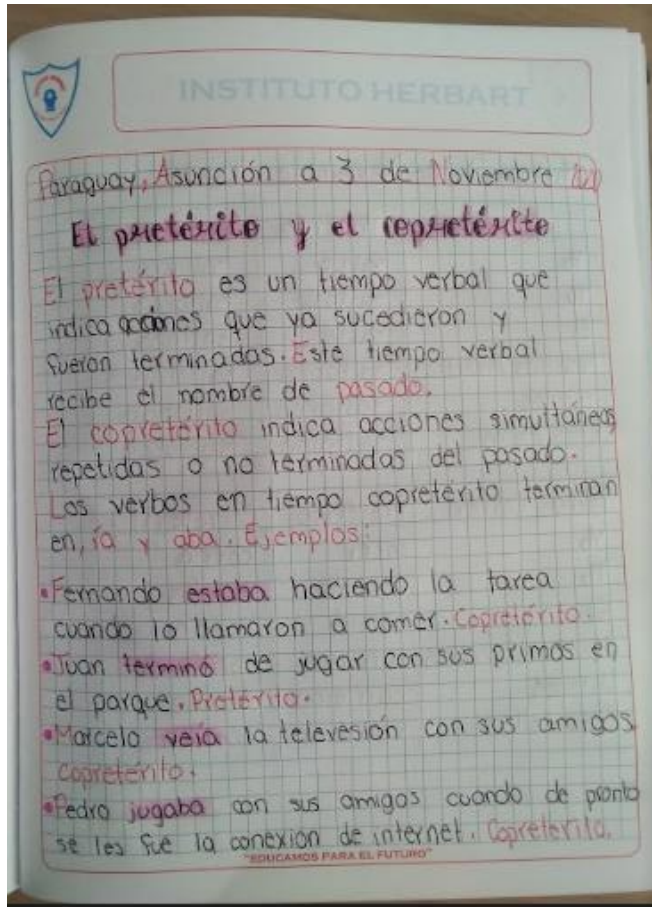 INSTITUTO HERBART
Paraguay, Asunción a 3 de Noviembre
El pretérito y el copretérito
El pretérito es un tiempo verbal que
indica acciones que ya sucedieron y
fueron terminadas. Este tiempo verbal
recibe el nombre de pasado.
El copretérito indica acciones simultáneas
repetidas o no terminadas del pasado.
Los verbos en tiempo copretérito terminan
en, ía y aba. Ejemplos:
•Fernando estaba haciendo la tarea
cuando lo llamaron a comer. Copretérito.
•Juan terminó de jugar con sus primos en
el parque. Pretérito.
•Marcelo veía la televesión con sus amigos
copretérito.
•Pedro jugaba con sus amigos cuando de pronto
se les fue la conexion de internet. Copreterito.
"EDUCAMOS PARA EL FUTURO"